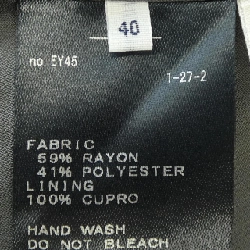 40
no EY45
1-27-2
FABRIC
59% RAYON
41% POLYESTER
LINING
100% CUPRO
HAND WASH
DO NOT BLEACH